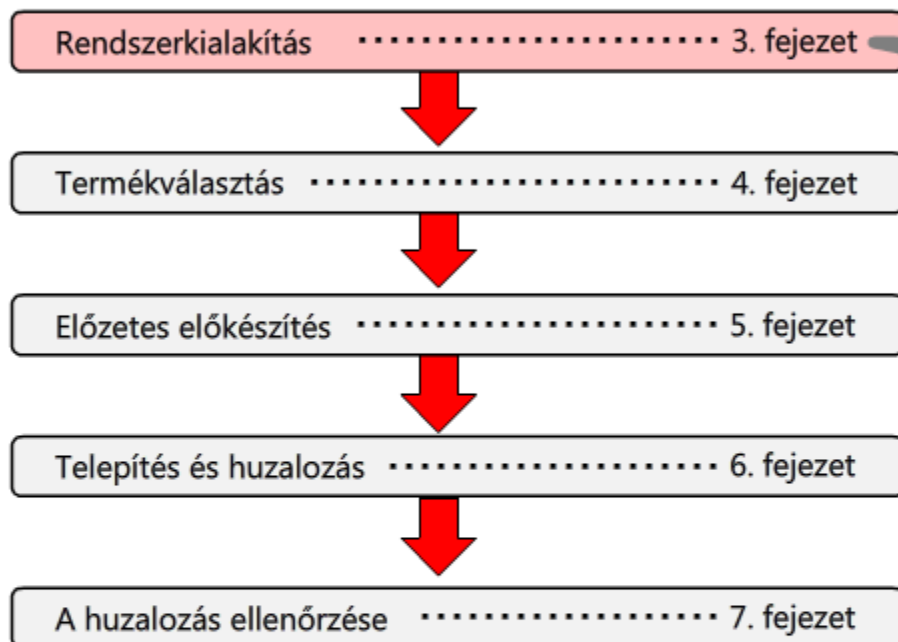 Rendszerkialakítás ························ 3. fejezet
Termékválasztás ··························· 4. fejezet
Előzetes előkészítés ························ 5. fejezet
Telepítés és huzalozás ······················ 6. fejezet
A huzalozás ellenőrzése ···················· 7. fejezet